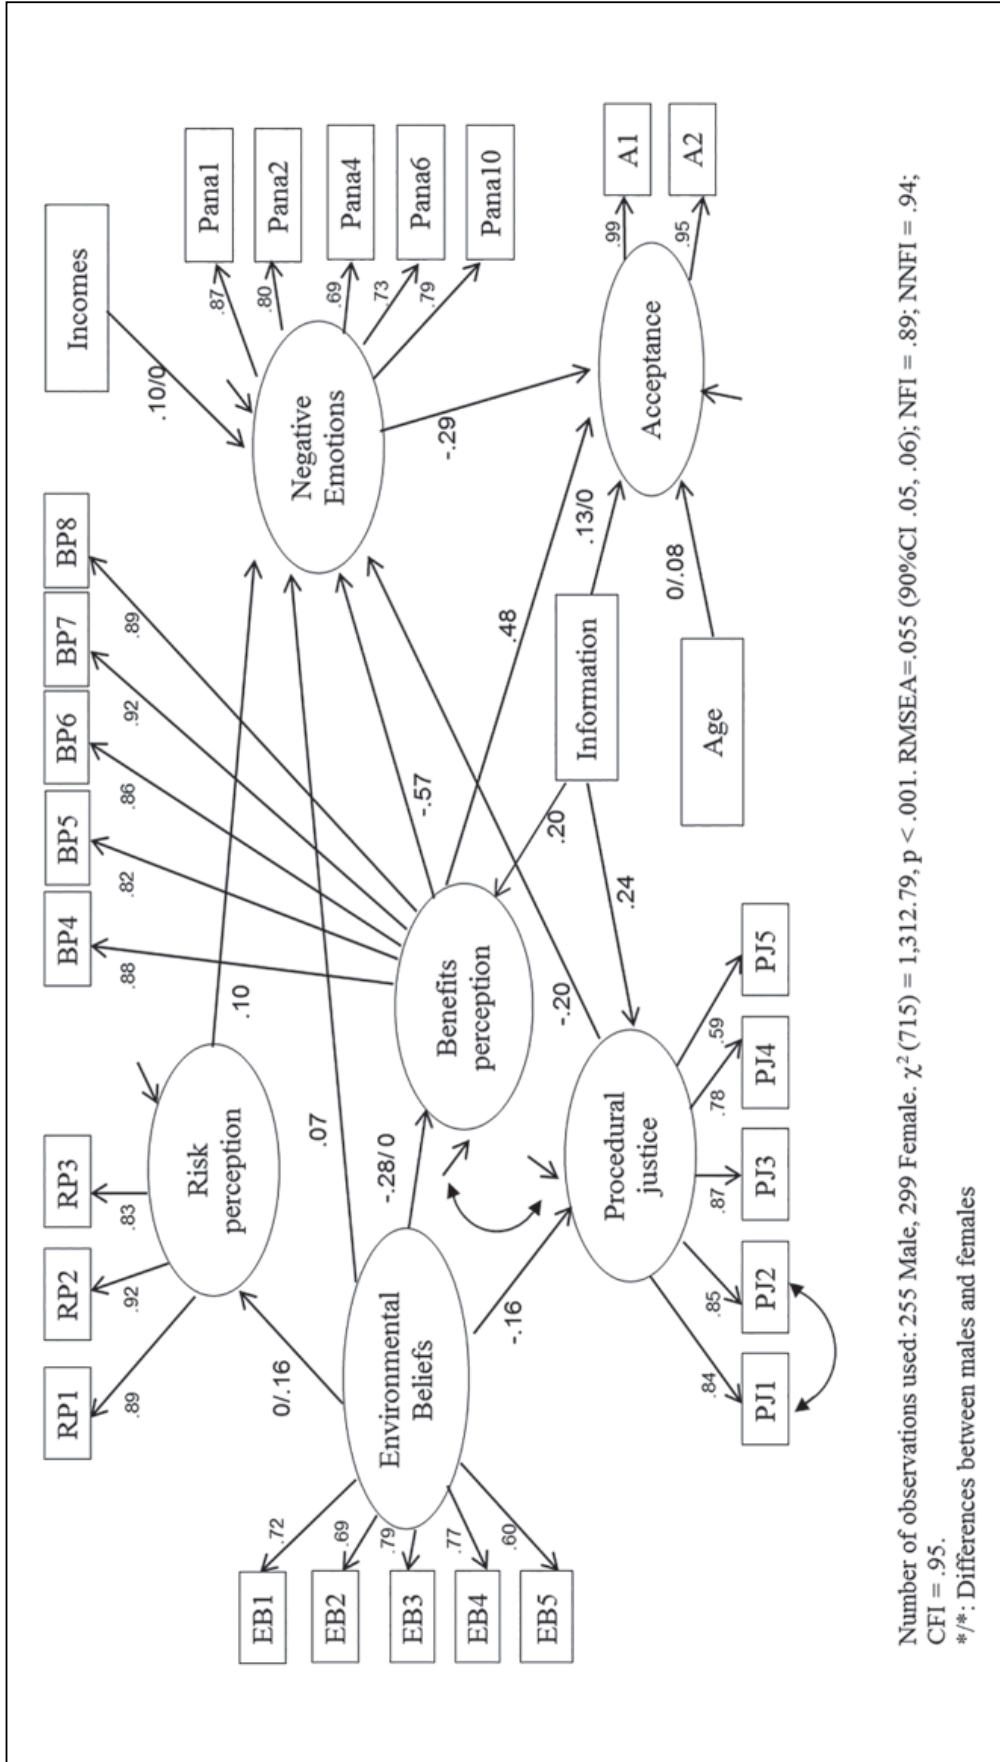 Incomes
BP4
BP5
BP6
BP7
BP8
RP1
RP2
RP3
.89
.92
.83
.88
.82
.86
.92
.89
.10/0
Risk
perception
Negative
Emotions
Pana1
Pana2
Pana4
Pana6
Pana10
.87
.80
.69
.73
.79
0/.16
.10
.07
EB1
EB2
EB3
EB4
EB5
.72
.69
.79
.77
.60
Environmental
Beliefs
-.28/ 0
Benefits
perception
-.57
-.29
.48
-.16
-.20
.20
.24
Information
.13/0
Acceptance
.99
.95
A1
A2
0/.08
Age
Procedural
justice
.84
.85
.87
.78
.59
PJ1
PJ2
PJ3
PJ4
PJ5
Number of observations used: 255 Male, 299 Female. χ² (715) = 1,312.79, p < .001. RMSEA=.055 (90%CI .05, .06); NFI = .89; NNFI = .94;
CFI = .95.
*/*: Differences between males and females